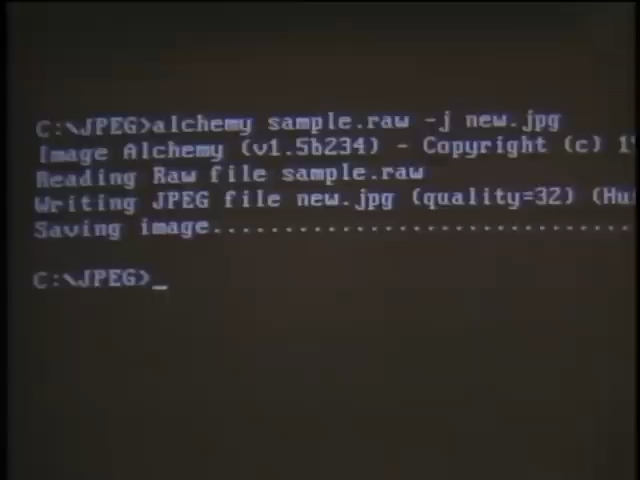 C:\JPEG>alchemy sample.raw -j new.jpg
Image Alchemy (v1.5b234) - Copyright (c)
Reading Raw file sample.raw
Writing JPEG file new.jpg (quality=32)
Saving image..............................
C:\JPEG>_